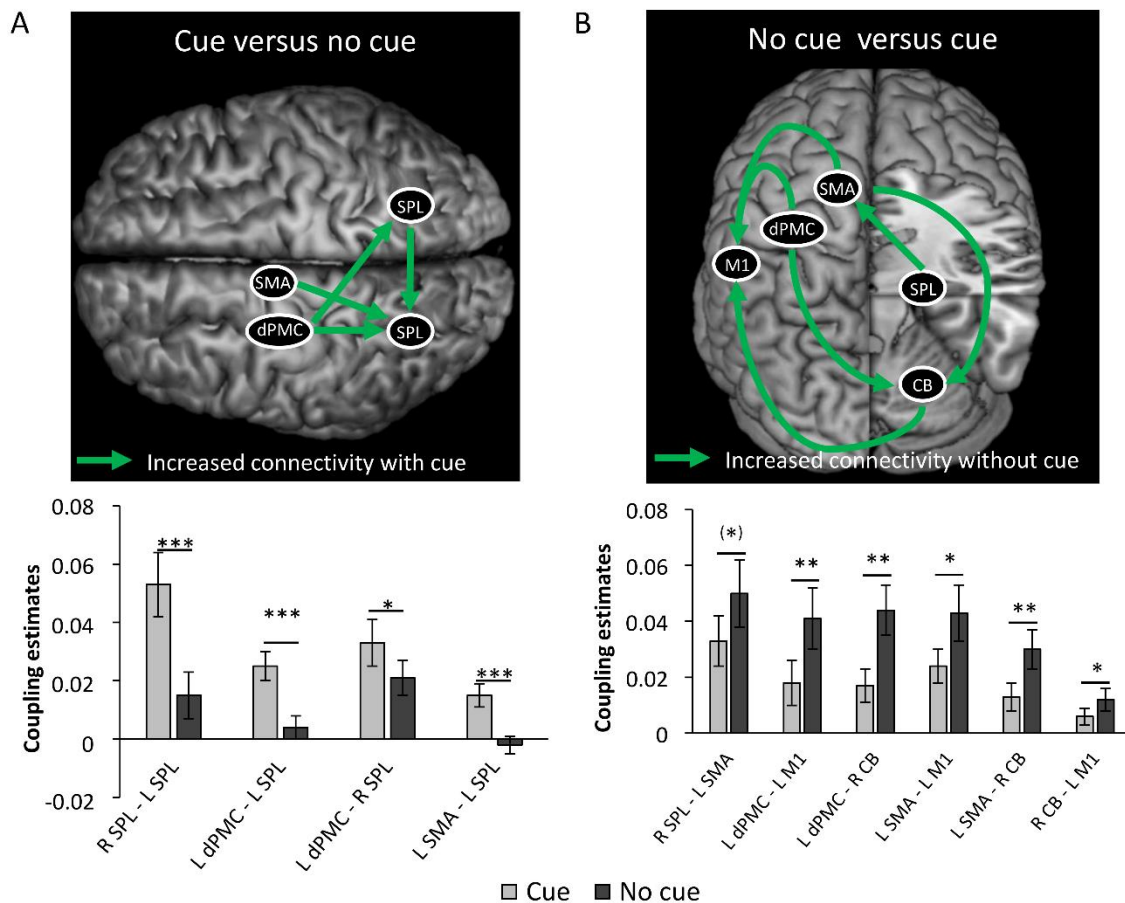 A
Cue versus no cue
SPL
SMA
dPMC
SPL
Increased connectivity with cue
0.08
0.06
0.04
0.02
0
-0.02
Coupling estimates
***
***
*
***
R SPL - L SPL
L dPMC - L SPL
L dPMC - R SPL
L SMA - L SPL
B
No cue versus cue
SMA
dPMC
M1
SPL
CB
Increased connectivity without cue
0.08
0.06
0.04
0.02
0
Coupling estimates
(*)
**
**
*
**
*
R SPL - L SMA
L dPMC - L M1
L dPMC - R CB
L SMA - L M1
L SMA - R CB
R CB - L M1
Cue No cue